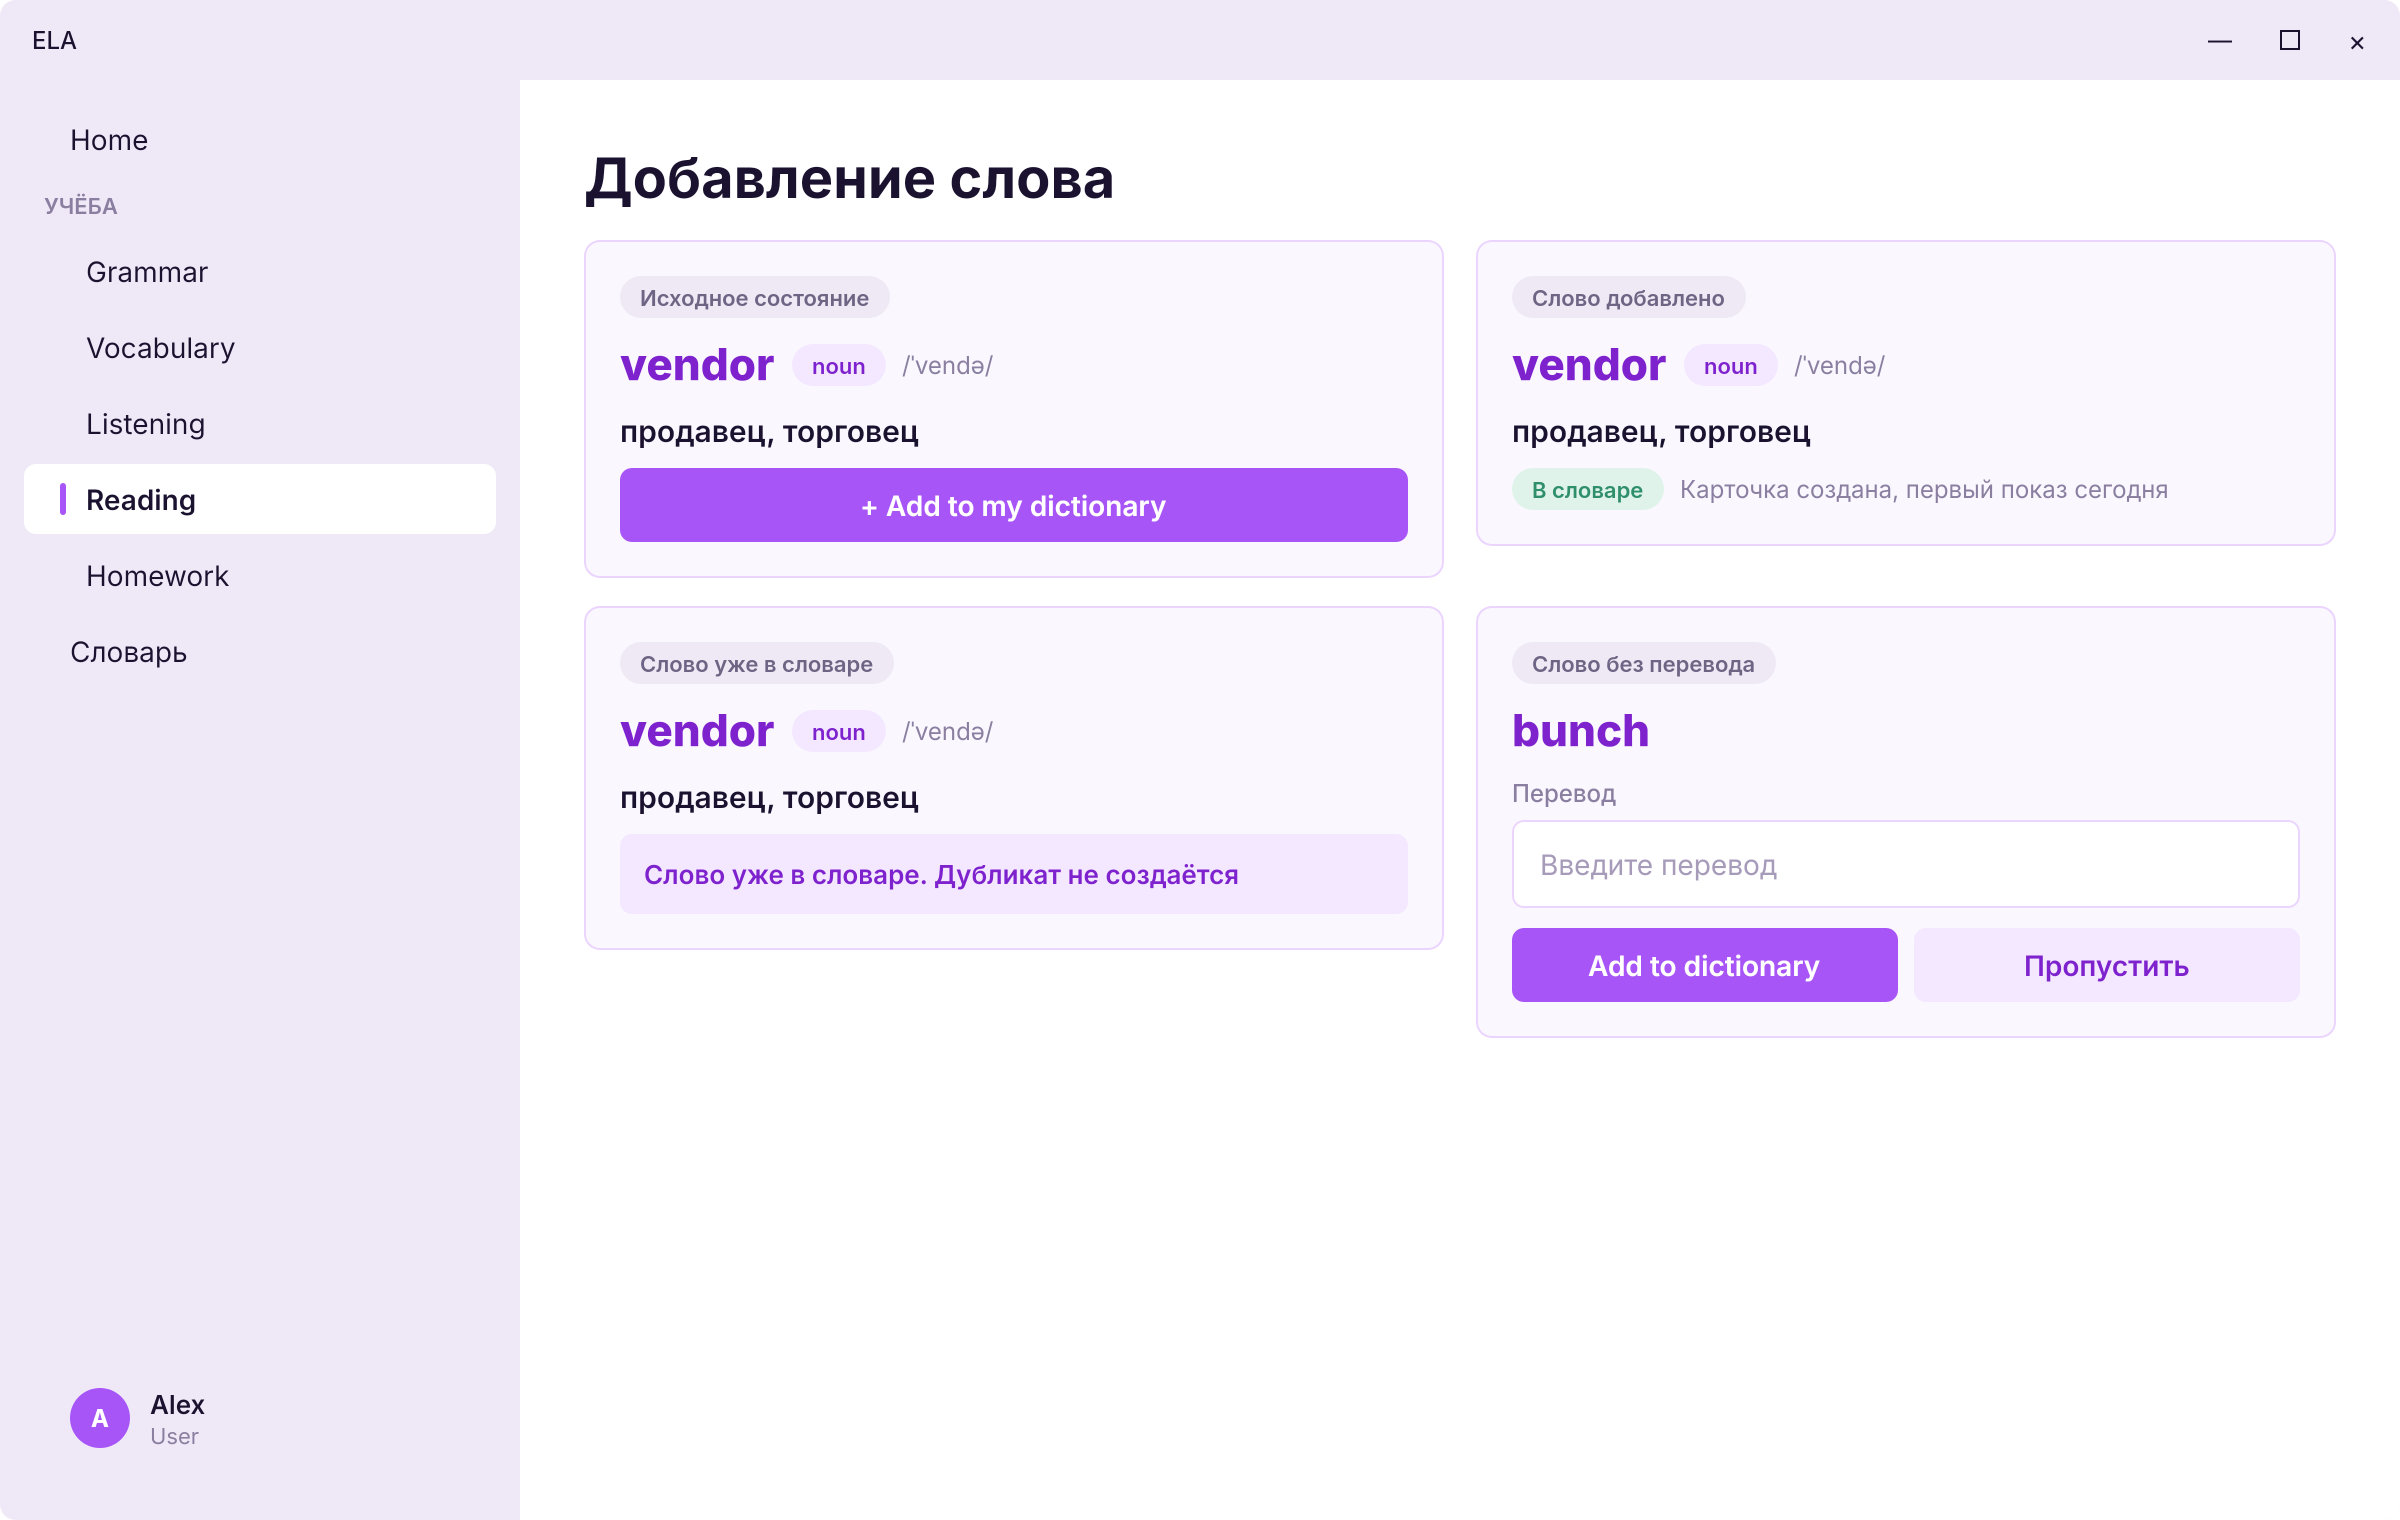 ELA
Home
УЧЁБА
Grammar
Vocabulary
Listening
Reading
Homework
Словарь
A
Alex
User
Добавление слова
Исходное состояние
vendor noun /ˈvendə/
продавец, торговец
+ Add to my dictionary
Слово добавлено
vendor noun /ˈvendə/
продавец, торговец
В словаре Карточка создана, первый показ сегодня
Слово уже в словаре
vendor noun /ˈvendə/
продавец, торговец
Слово уже в словаре. Дубликат не создаётся
Слово без перевода
bunch
Перевод
Введите перевод
Add to dictionary Пропустить